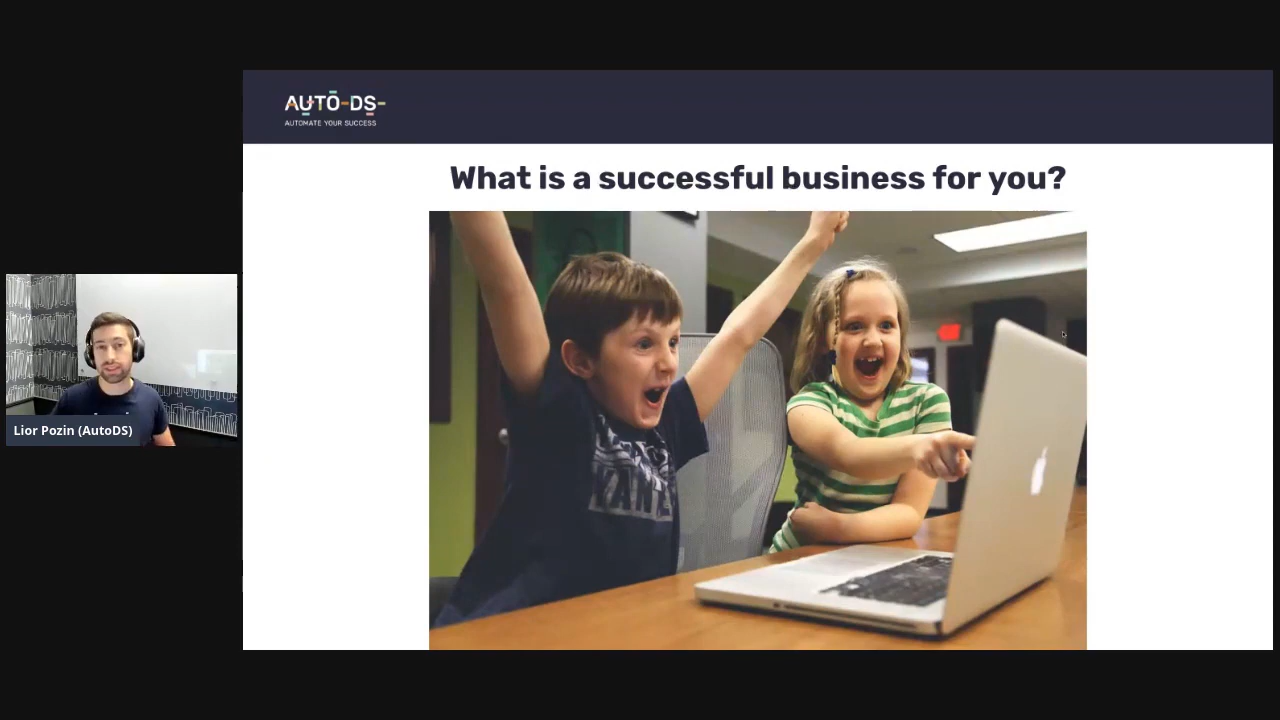 AUTO-DS-
AUTOMATE YOUR SUCCESS
What is a successful business for you?
Lior Pozin (AutoDS)